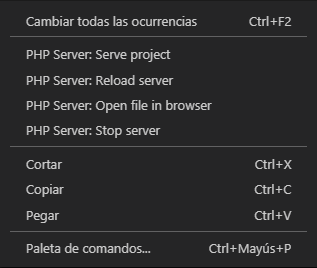 Cambiar todas las ocurrencias Ctrl+F2
PHP Server: Serve project
PHP Server: Reload server
PHP Server: Open file in browser
PHP Server: Stop server
Cortar Ctrl+X
Copiar Ctrl+C
Pegar Ctrl+V
Paleta de comandos... Ctrl+Mayús+P